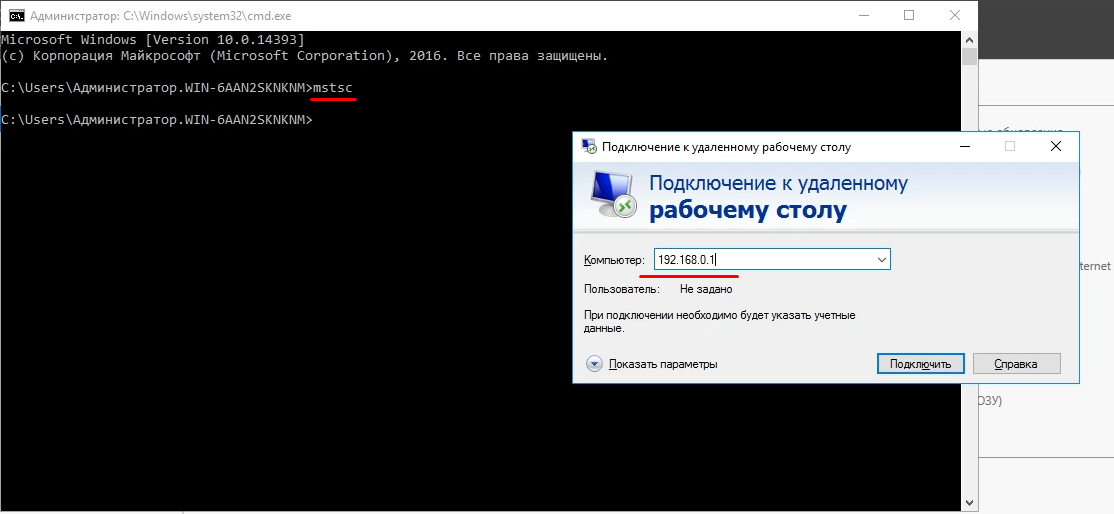 Администратор: C:\Windows\system32\cmd.exe
Microsoft Windows [Version 10.0.14393]
(c) Корпорация Майкрософт (Microsoft Corporation), 2016. Все права защищены.
C:\Users\Администратор.WIN-6AAN2SKNKNM>mstsc
C:\Users\Администратор.WIN-6AAN2SKNKNM>
Подключение к удаленному рабочему столу
Подключение к удаленному
рабочему столу
Компьютер: 192.168.0.1
Пользователь: Не задано
При подключении необходимо будет указать учетные
данные.
Показать параметры
Подключить
Справка
ternet
ОЗУ)